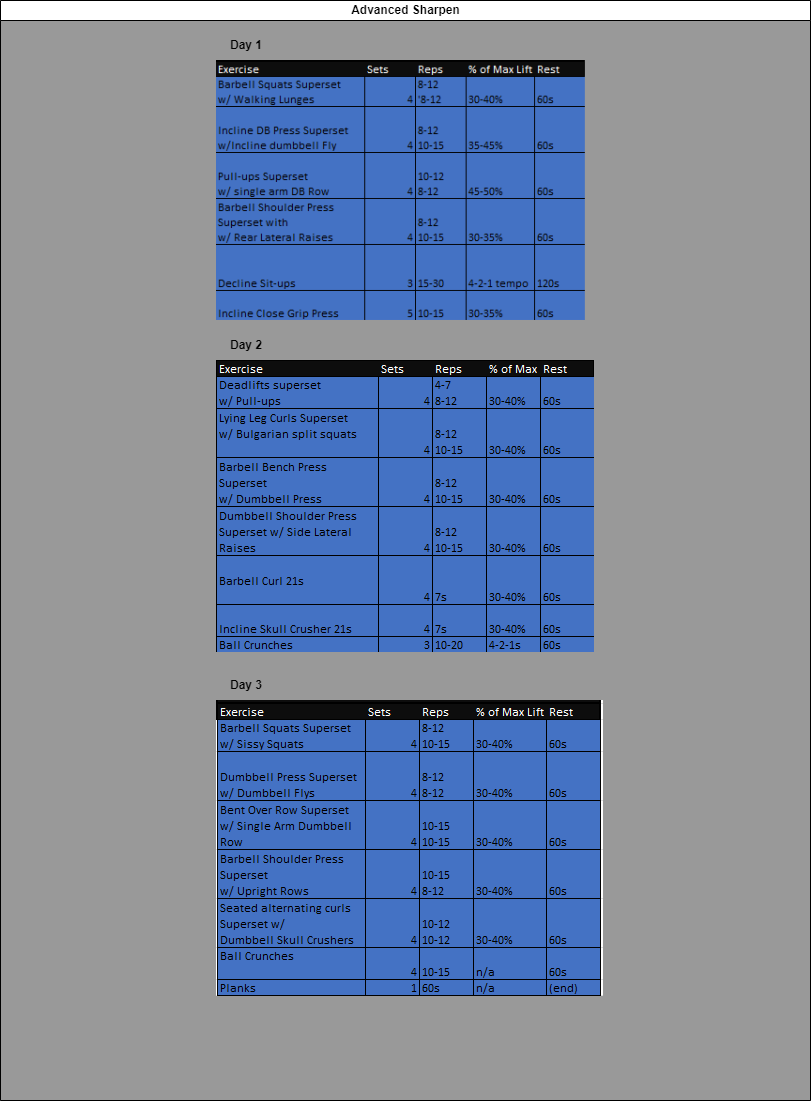 Advanced Sharpen
Day 1
Exercise Sets Reps % of Max Lift Rest
Barbell Squats Superset 8-12
w/ Walking Lunges 4 '8-12 30-40% 60s
Incline DB Press Superset 8-12
w/Incline dumbbell Fly 4 10-15 35-45% 60s
Pull-ups Superset 10-12
w/ single arm DB Row 4 8-12 45-50% 60s
Barbell Shoulder Press
Superset with 8-12
w/ Rear Lateral Raises 4 10-15 30-35% 60s
Decline Sit-ups 3 15-30 4-2-1 tempo 120s
Incline Close Grip Press 5 10-15 30-35% 60s
Day 2
Exercise Sets Reps % of Max Rest
Deadlifts superset 4-7
w/ Pull-ups 4 8-12 30-40% 60s
Lying Leg Curls Superset
w/ Bulgarian split squats 8-12
4 10-15 30-40% 60s
Barbell Bench Press
Superset 8-12
w/ Dumbbell Press 4 10-15 30-40% 60s
Dumbbell Shoulder Press
Superset w/ Side Lateral 8-12
Raises 4 10-15 30-40% 60s
Barbell Curl 21s
4 7s 30-40% 60s
Incline Skull Crusher 21s 4 7s 30-40% 60s
Ball Crunches 3 10-20 4-2-1s 60s
Day 3
Exercise Sets Reps % of Max Lift Rest
Barbell Squats Superset 8-12
w/ Sissy Squats 4 10-15 30-40% 60s
Dumbbell Press Superset 8-12
w/ Dumbbell Flys 4 8-12 30-40% 60s
Bent Over Row Superset
w/ Single Arm Dumbbell 10-15
Row 4 10-15 30-40% 60s
Barbell Shoulder Press
Superset 10-15
w/ Upright Rows 4 8-12 30-40% 60s
Seated alternating curls
Superset w/ 10-12
Dumbbell Skull Crushers 4 10-12 30-40% 60s
Ball Crunches
4 10-15 n/a 60s
Planks 1 60s n/a (end)